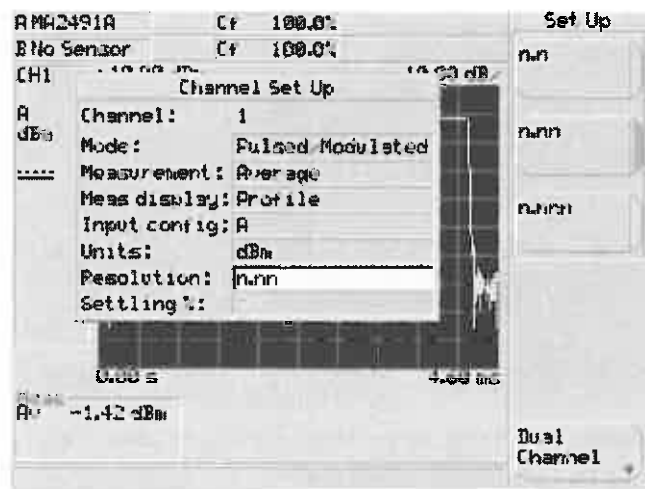 A MA2491A Cf 100.0%
B No Sensor Cf 100.0%
CH1
A
dBm
Channel Set Up
Channel: 1
Mode: Pulsed/Modulated
Measurement: Average
Meas display: Profile
Input config: A
Units: dBm
Resolution: n.nn
Settling %:
0.00 s
-1.42 dBm
Set Up
n.n
n.nn
n.nnn
Dual
Channel